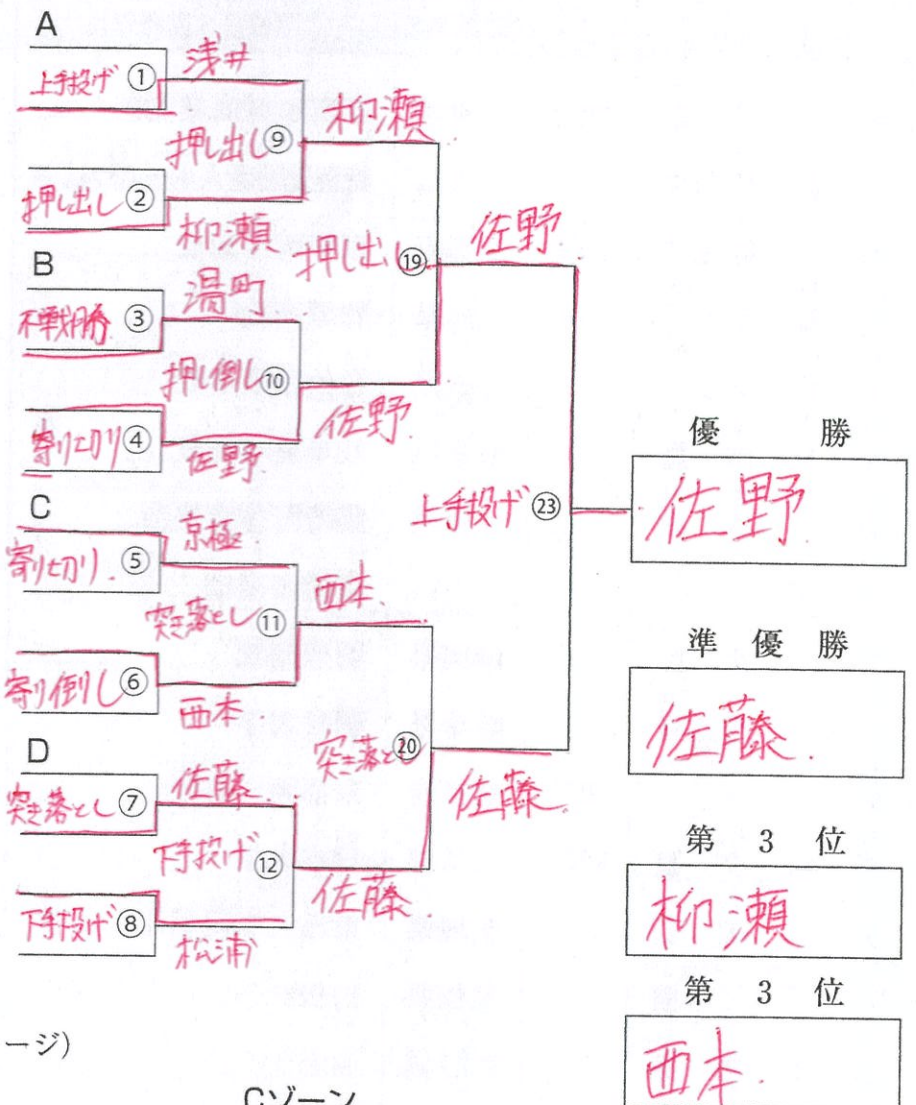 A
上手投げ ① 浅井
押し出し ⑨ 柳瀬
押し出し ② 柳瀬
押し出し ⑲ 佐野
B
不戦勝 ③ 湯町
押し倒し ⑩ 佐野
寄り切り ④ 佐野
上手投げ ㉓
優勝
佐野
C
寄り切り ⑤ 京極
突き落とし ⑪ 西本
寄り倒し ⑥ 西本
突き落とし ⑳ 佐藤
準優勝
佐藤
D
突き落とし ⑦ 佐藤
下手投げ ⑫ 佐藤
下手投げ ⑧ 松浦
第3位
柳瀬
第3位
西本
ージ)
Cゾーン